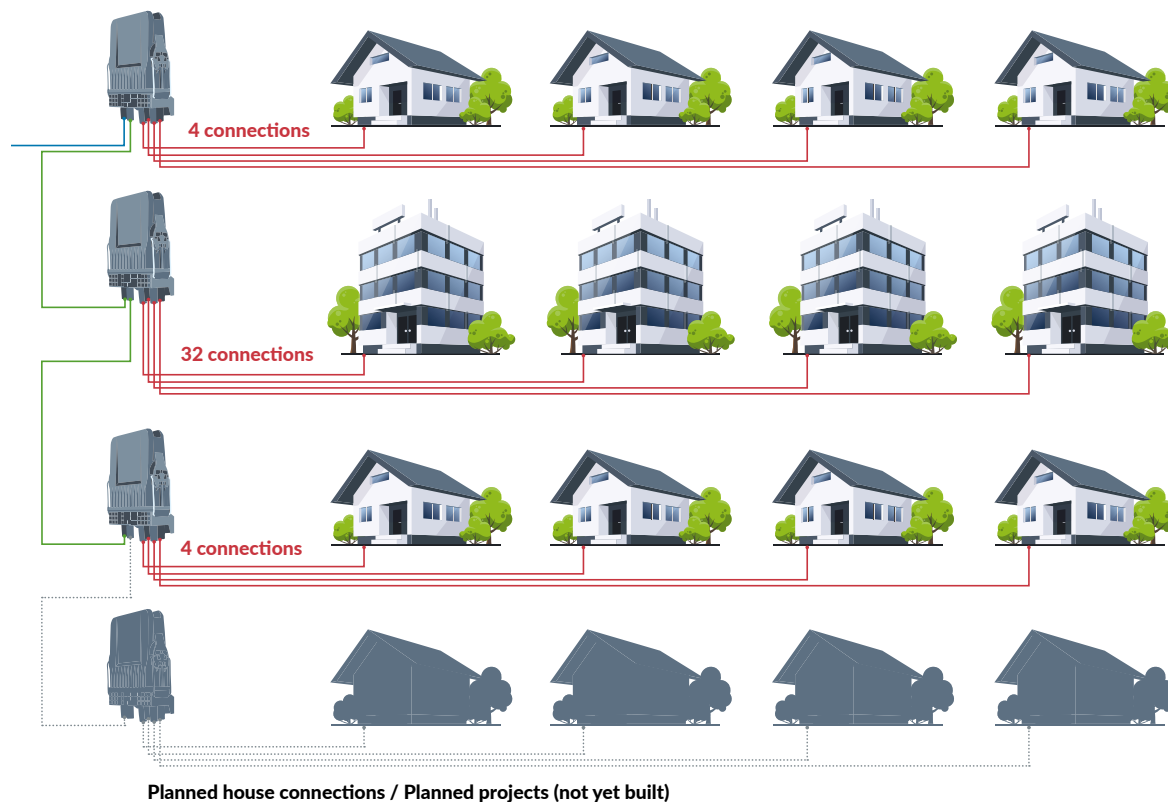 4 connections
32 connections
4 connections
Planned house connections / Planned projects (not yet built)